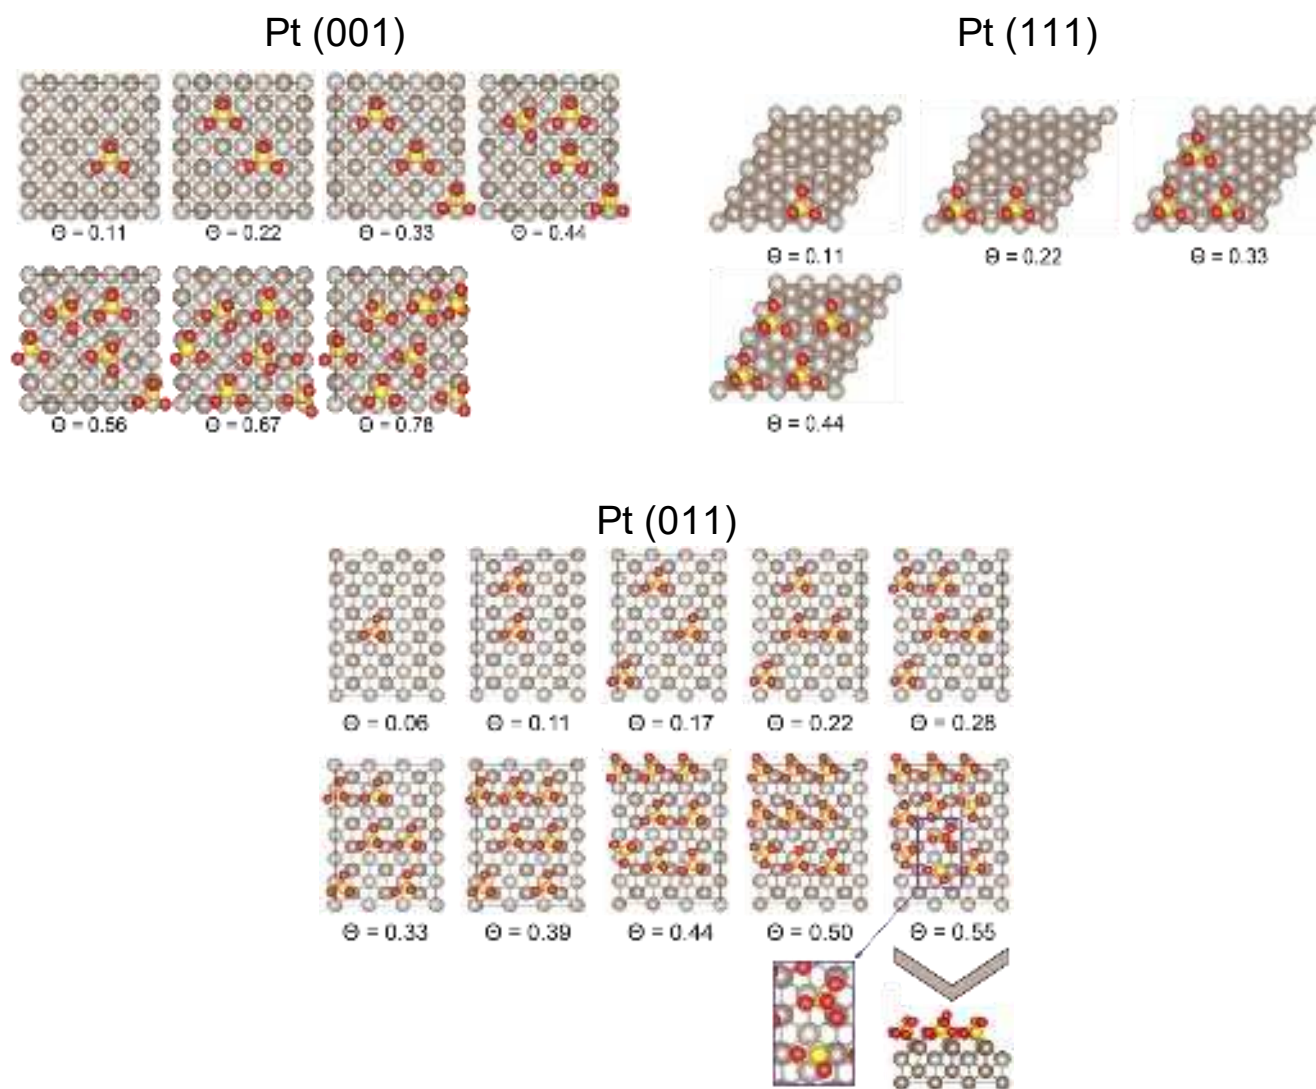 Pt (001)
Pt (111)
Θ = 0.11
Θ = 0.22
Θ = 0.33
Θ = 0.44
Θ = 0.56
Θ = 0.67
Θ = 0.78
Θ = 0.11
Θ = 0.22
Θ = 0.33
Θ = 0.44
Pt (011)
Θ = 0.06
Θ = 0.11
Θ = 0.17
Θ = 0.22
Θ = 0.28
Θ = 0.33
Θ = 0.39
Θ = 0.44
Θ = 0.50
Θ = 0.55